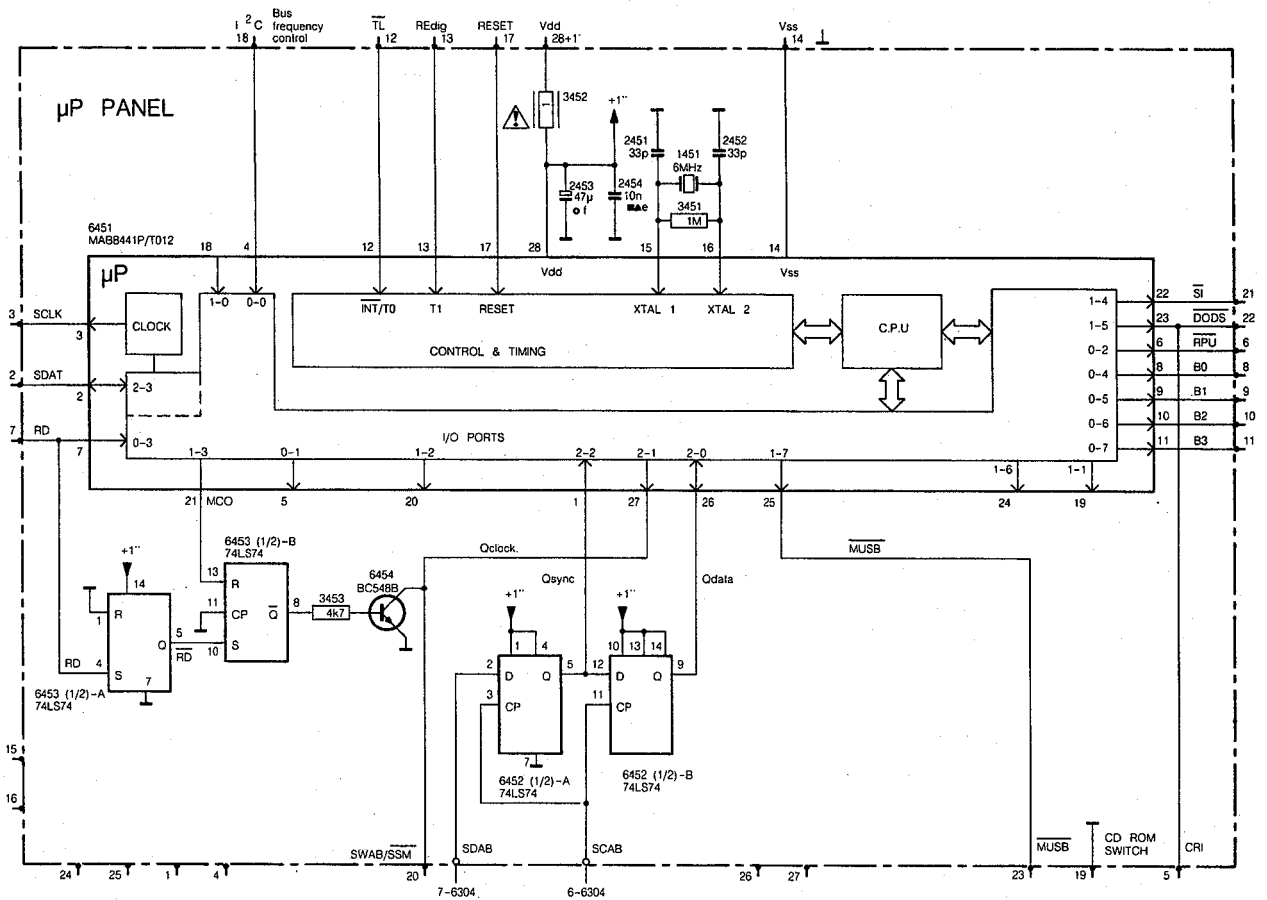 I 2 C Bus frequency control
18
TL
12
REdig
13
RESET
17
Vdd
28+1'
Vss
14
µP PANEL
3452
+1''
2453
47µ
f
2454
10n
e
2451
33p
1451
6MHz
2452
33p
3451
1M
6451
MAB8441P/T012
18
4
12
13
17
28
15
16
14
µP
Vdd
Vss
1-0
0-0
INT/T0
T1
RESET
XTAL 1
XTAL 2
CONTROL & TIMING
C.P.U
CLOCK
3
SCLK
3
2
SDAT
2
2-3
7
RD
7
0-3
I/O PORTS
1-4
22
SI
21
1-5
23
DODS
22
0-2
6
RPU
6
0-4
8
B0
8
0-5
9
B1
9
0-6
10
B2
10
0-7
11
B3
11
1-3
0-1
1-2
2-2
2-1
2-0
1-7
1-6
1-1
21
MCO
5
20
1
27
26
25
24
19
Qclock.
Qsync
Qdata
MUSB
6453 (1/2)-B
74LS74
13
R
11
CP
10
S
Q
8
3453
4k7
6454
BC548B
+1''
14
R
1
Q
5
RD
RD
4
S
7
6453 (1/2)-A
74LS74
+1''
1
4
2
D
Q
5
3
CP
7
6452 (1/2)-A
74LS74
+1''
10
13
14
12
D
Q
9
11
CP
6452 (1/2)-B
74LS74
15
16
24
25
1
4
SWAB/SSM
20
SDAB
7-6304
SCAB
6-6304
26
27
MUSB
23
19
CD ROM
SWITCH
CRI
5